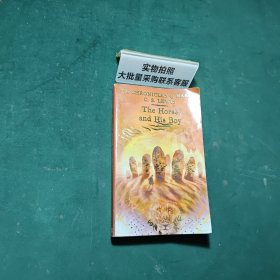 实物拍照
大批量采购联系客服
CHRONICLES
C. S. LEWIS
The Horse
and His Boy